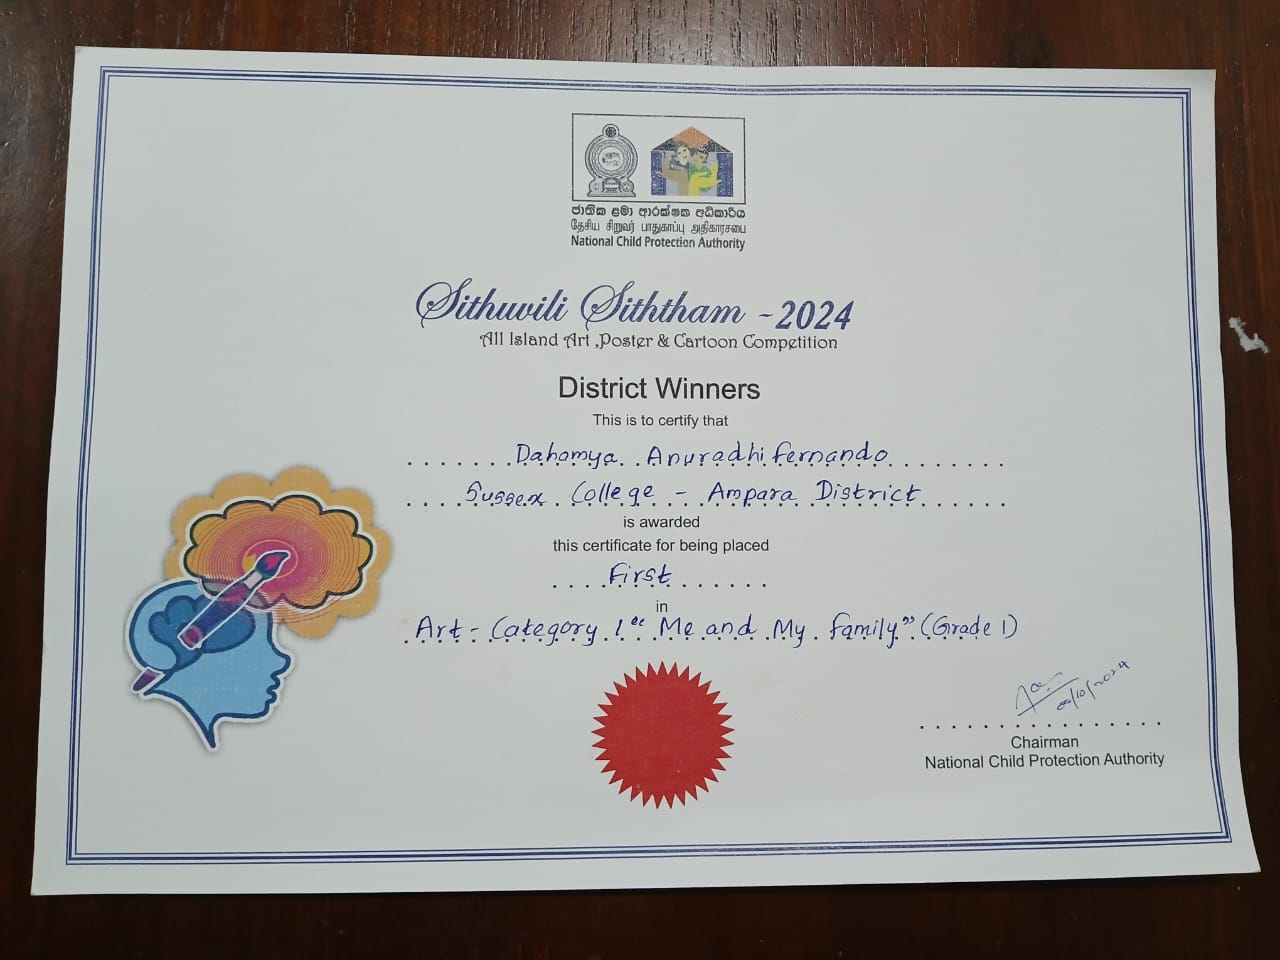 ජාතික ළමා ආරක්ෂක අධිකාරිය
தேசிய சிறுவர் பாதுகாப்பு அதிகாரசபை
National Child Protection Authority
Sithuvili Siththam - 2024
All Island Art ,Poster & Cartoon Competition
District Winners
This is to certify that
Dahamya Anuradhi Fernando
Sussex College - Ampara District
is awarded
this certificate for being placed
First
in
Art - Category 1 "Me and My Family" (Grade 1)
Chairman
National Child Protection Authority